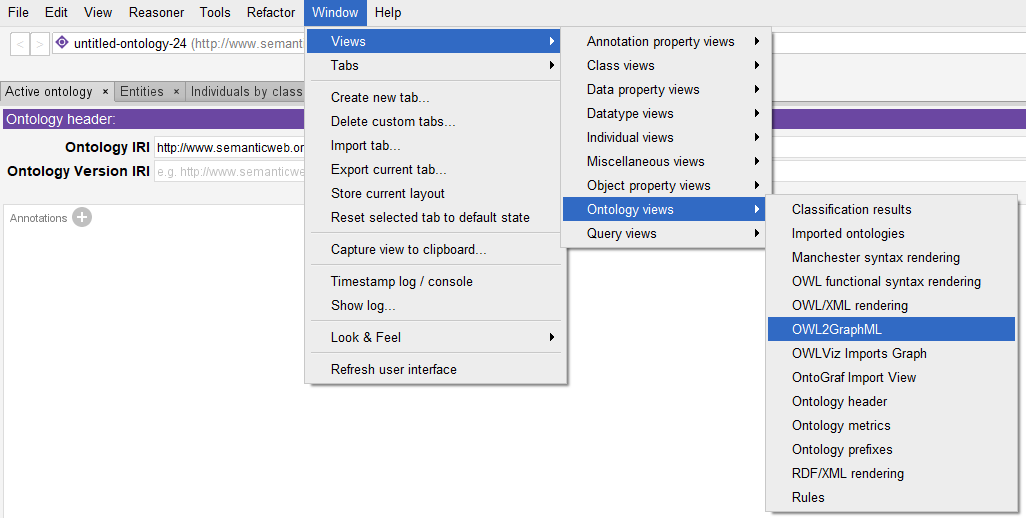 File Edit View Reasoner Tools Refactor Window Help
< > untitled-ontology-24 (http://www.semant
Active ontology × Entities × Individuals by class
Ontology header:
Ontology IRI http://www.semanticweb.or
Ontology Version IRI e.g. http://www.semanticwe
Annotations
Views
Tabs
Create new tab...
Delete custom tabs...
Import tab...
Export current tab...
Store current layout
Reset selected tab to default state
Capture view to clipboard...
Timestamp log / console
Show log...
Look & Feel
Refresh user interface
Annotation property views
Class views
Data property views
Datatype views
Individual views
Miscellaneous views
Object property views
Ontology views
Query views
Classification results
Imported ontologies
Manchester syntax rendering
OWL functional syntax rendering
OWL/XML rendering
OWL2GraphML
OWLViz Imports Graph
OntoGraf Import View
Ontology header
Ontology metrics
Ontology prefixes
RDF/XML rendering
Rules